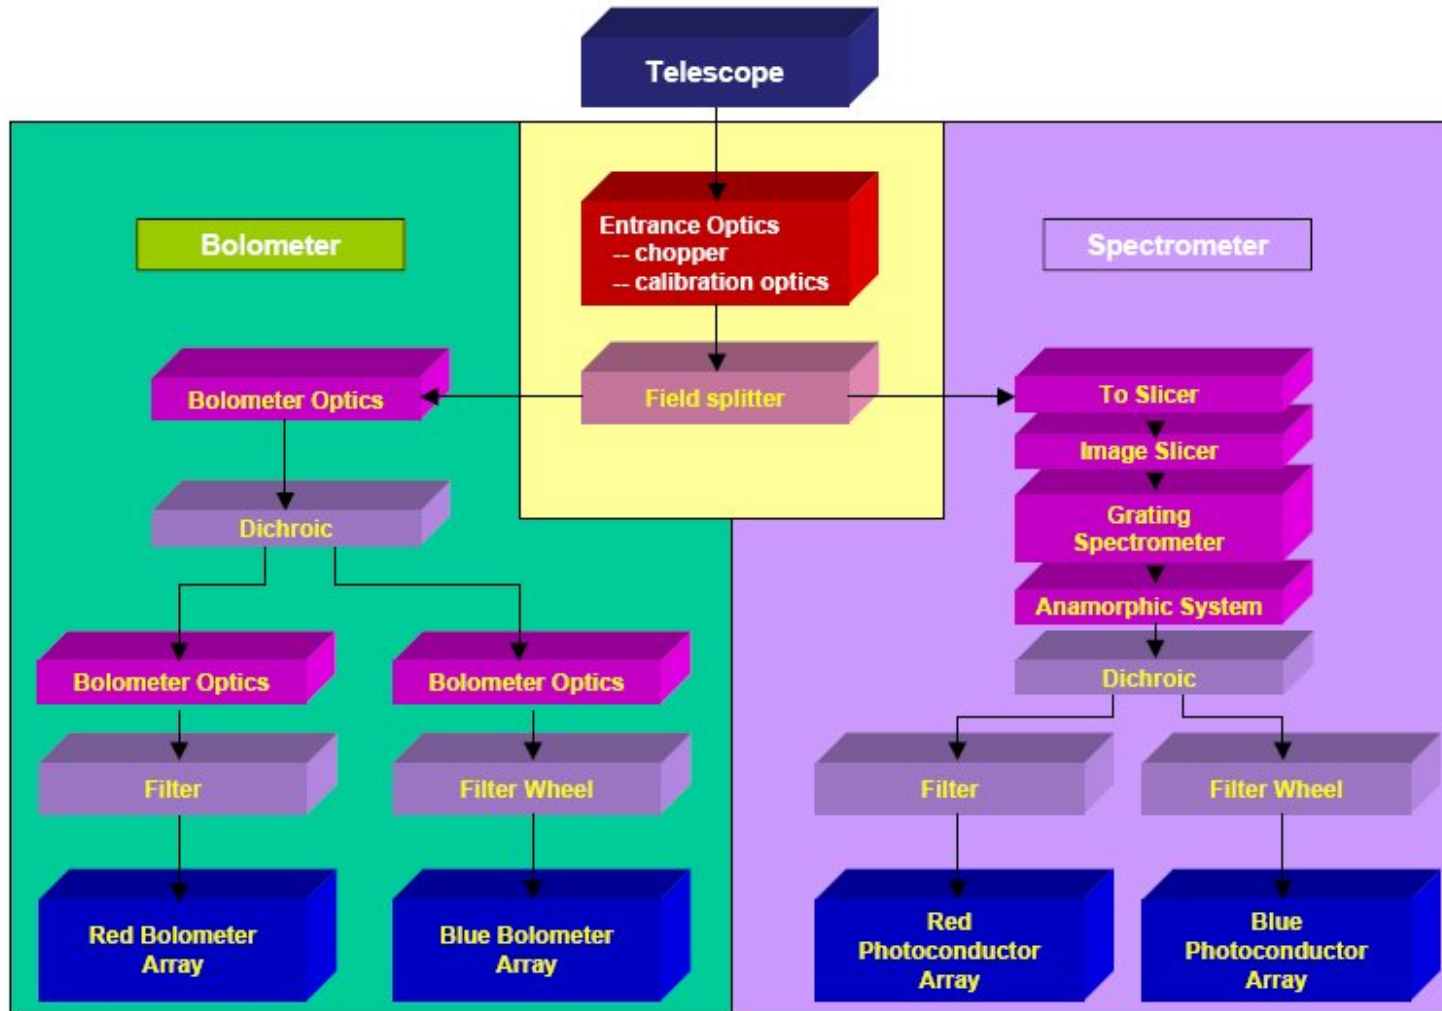 Telescope
Entrance Optics
-- chopper
-- calibration optics
Bolometer
Spectrometer
Bolometer Optics
Field splitter
To Slicer
Image Slicer
Grating
Spectrometer
Anamorphic System
Dichroic
Dichroic
Bolometer Optics
Bolometer Optics
Filter
Filter Wheel
Filter
Filter Wheel
Red Bolometer
Array
Blue Bolometer
Array
Red
Photoconductor
Array
Blue
Photoconductor
Array